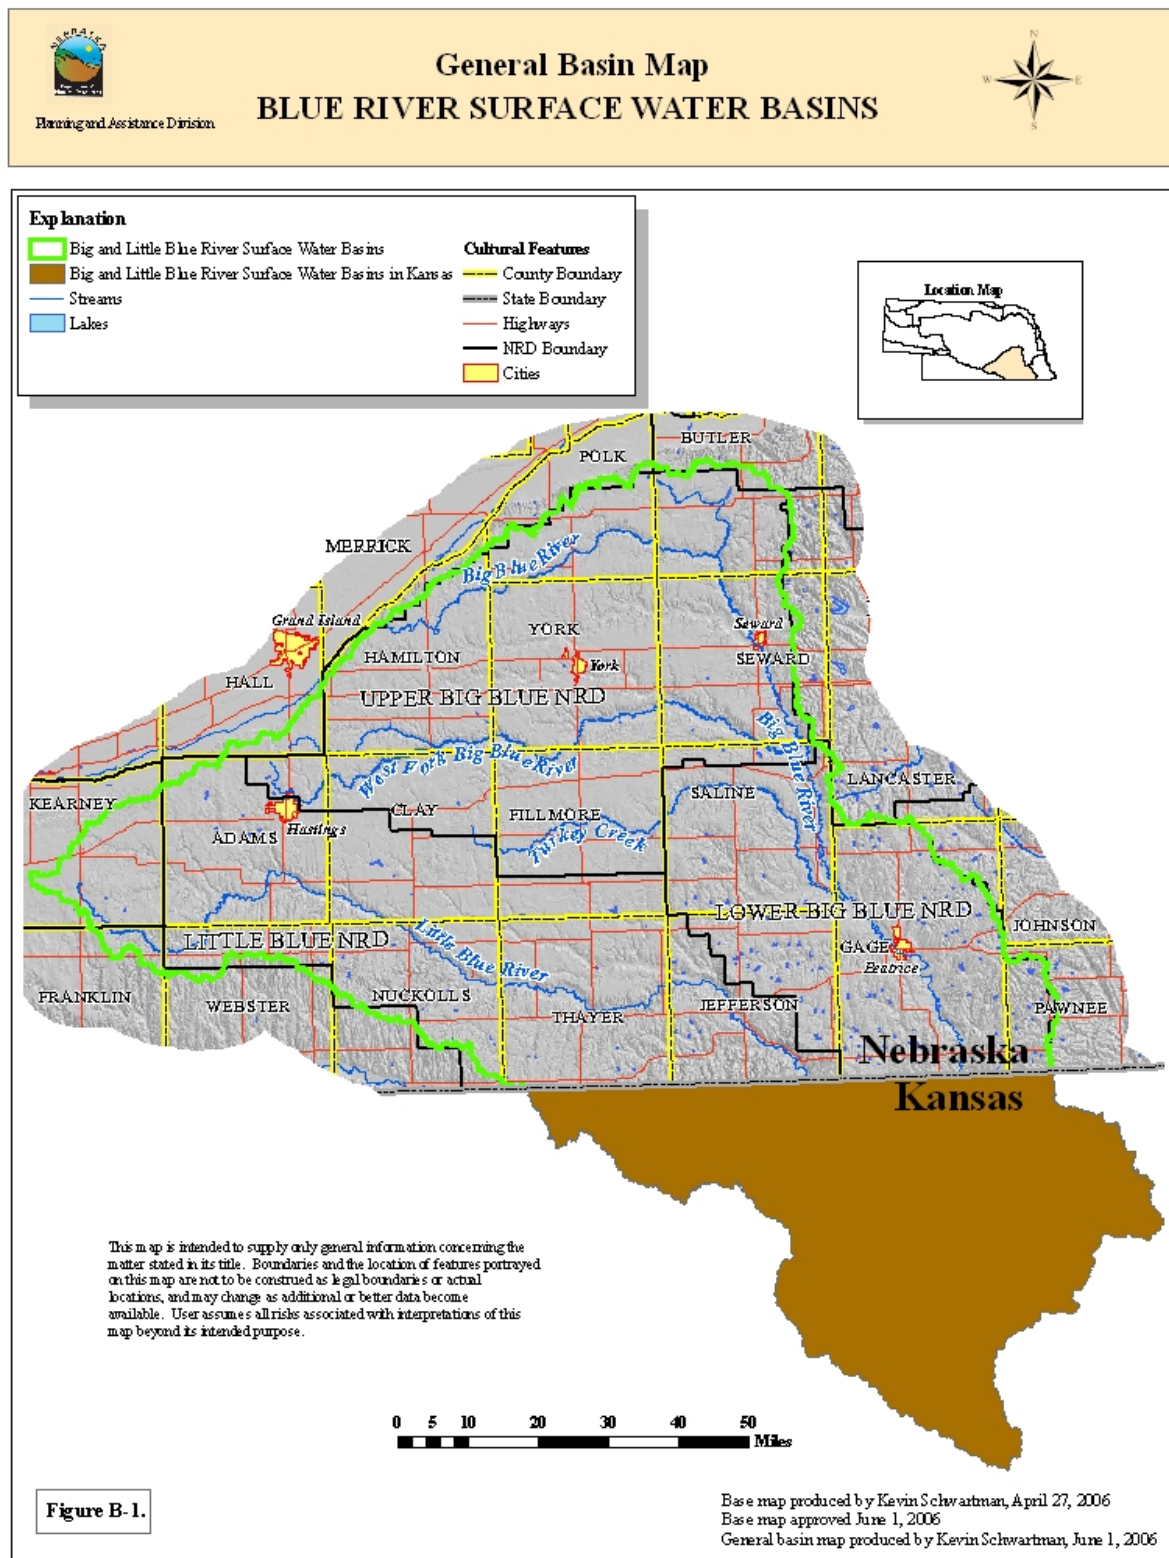 NEBRASKA
Planning and Assistance Division
General Basin Map
BLUE RIVER SURFACE WATER BASINS
N
W
E
S
Explanation
Big and Little Blue River Surface Water Basins
Big and Little Blue River Surface Water Basins in Kansas
Streams
Lakes
Cultural Features
County Boundary
State Boundary
Highways
NRD Boundary
Cities
Location Map
BUTLER
POLK
MERRICK
Big Blue River
Grand Island
YORK
Seward
HAMILTON
York
SEWARD
HALL
UPPER BIG BLUE NRD
Big Blue River
West Fork Big Blue River
LANCASTER
KEARNEY
SALINE
CLAY
FILLMORE
ADAMS
Hastings
Turkey Creek
LOWER BIG BLUE NRD
JOHNSON
LITTLE BLUE NRD
Little Blue River
GAGE
Beatrice
FRANKLIN
WEBSTER
NUCKOLLS
THAYER
JEFFERSON
PAWNEE
Nebraska
Kansas
This map is intended to supply only general information concerning the
matter stated in its title. Boundaries and the location of features portrayed
on this map are not to be construed as legal boundaries or actual
locations, and may change as additional or better data become
available. User assumes all risks associated with interpretations of this
map beyond its intended purpose.
0 5 10 20 30 40 50
Miles
Figure B-1.
Base map produced by Kevin Schwartman, April 27, 2006
Base map approved June 1, 2006
General basin map produced by Kevin Schwartman, June 1, 2006